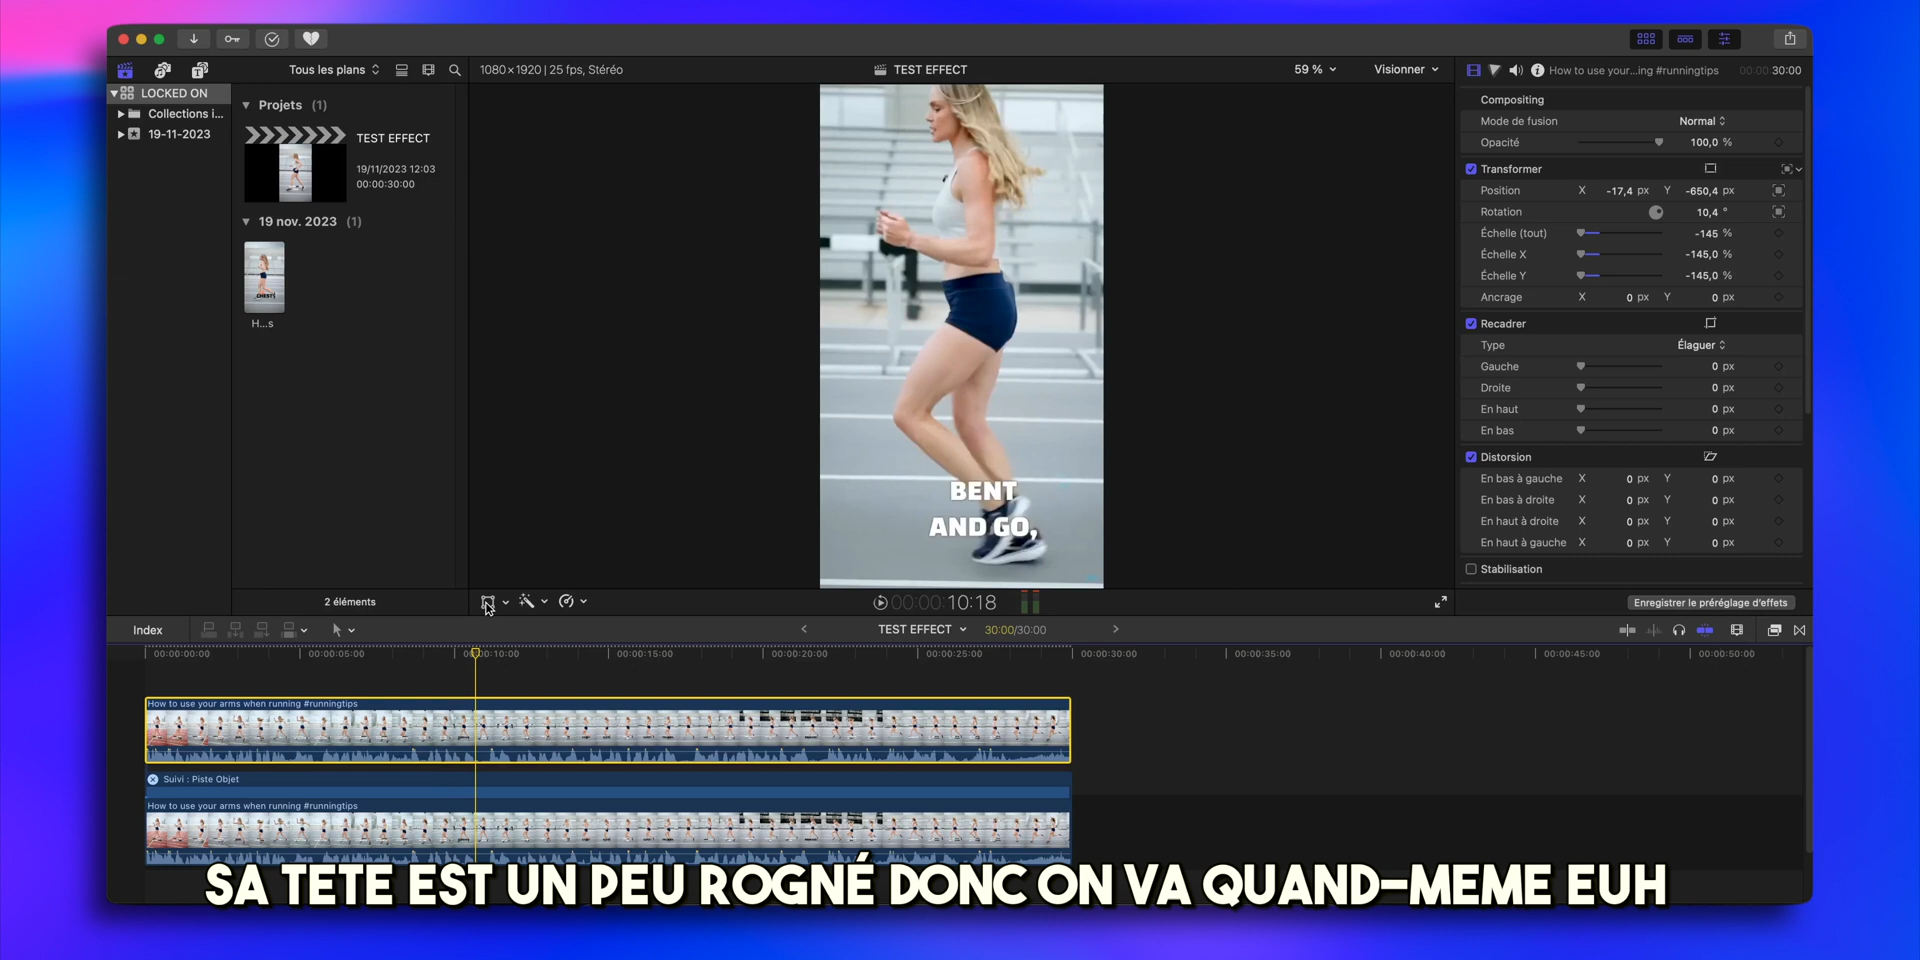 Tous les plans
1080×1920 | 25 fps, Stéréo
TEST EFFECT
59 %
Visionner
How to use your...ing #runningtips
00:00:30:00
LOCKED ON
Collections i...
19-11-2023
Projets (1)
TEST EFFECT
19/11/2023 12:03
00:00:30:00
19 nov. 2023 (1)
CHESTS
H...s
2 éléments
BENT
AND GO,
Compositing
Mode de fusion Normal
Opacité 100,0 %
Transformer
Position X -17,4 px Y -650,4 px
Rotation 10,4 °
Échelle (tout) -145 %
Échelle X -145,0 %
Échelle Y -145,0 %
Ancrage X 0 px Y 0 px
Recadrer
Type Élaguer
Gauche 0 px
Droite 0 px
En haut 0 px
En bas 0 px
Distorsion
En bas à gauche X 0 px Y 0 px
En bas à droite X 0 px Y 0 px
En haut à droite X 0 px Y 0 px
En haut à gauche X 0 px Y 0 px
Stabilisation
Enregistrer le préréglage d'effets
00:00:10:18
Index
TEST EFFECT
30:00/30:00
00:00:00:00 00:00:05:00 00:00:10:00 00:00:15:00 00:00:20:00 00:00:25:00 00:00:30:00 00:00:35:00 00:00:40:00 00:00:45:00 00:00:50:00
How to use your arms when running #runningtips
Suivi : Piste Objet
How to use your arms when running #runningtips
SA TETE EST UN PEU ROGNÉ DONC ON VA QUAND-MEME EUH